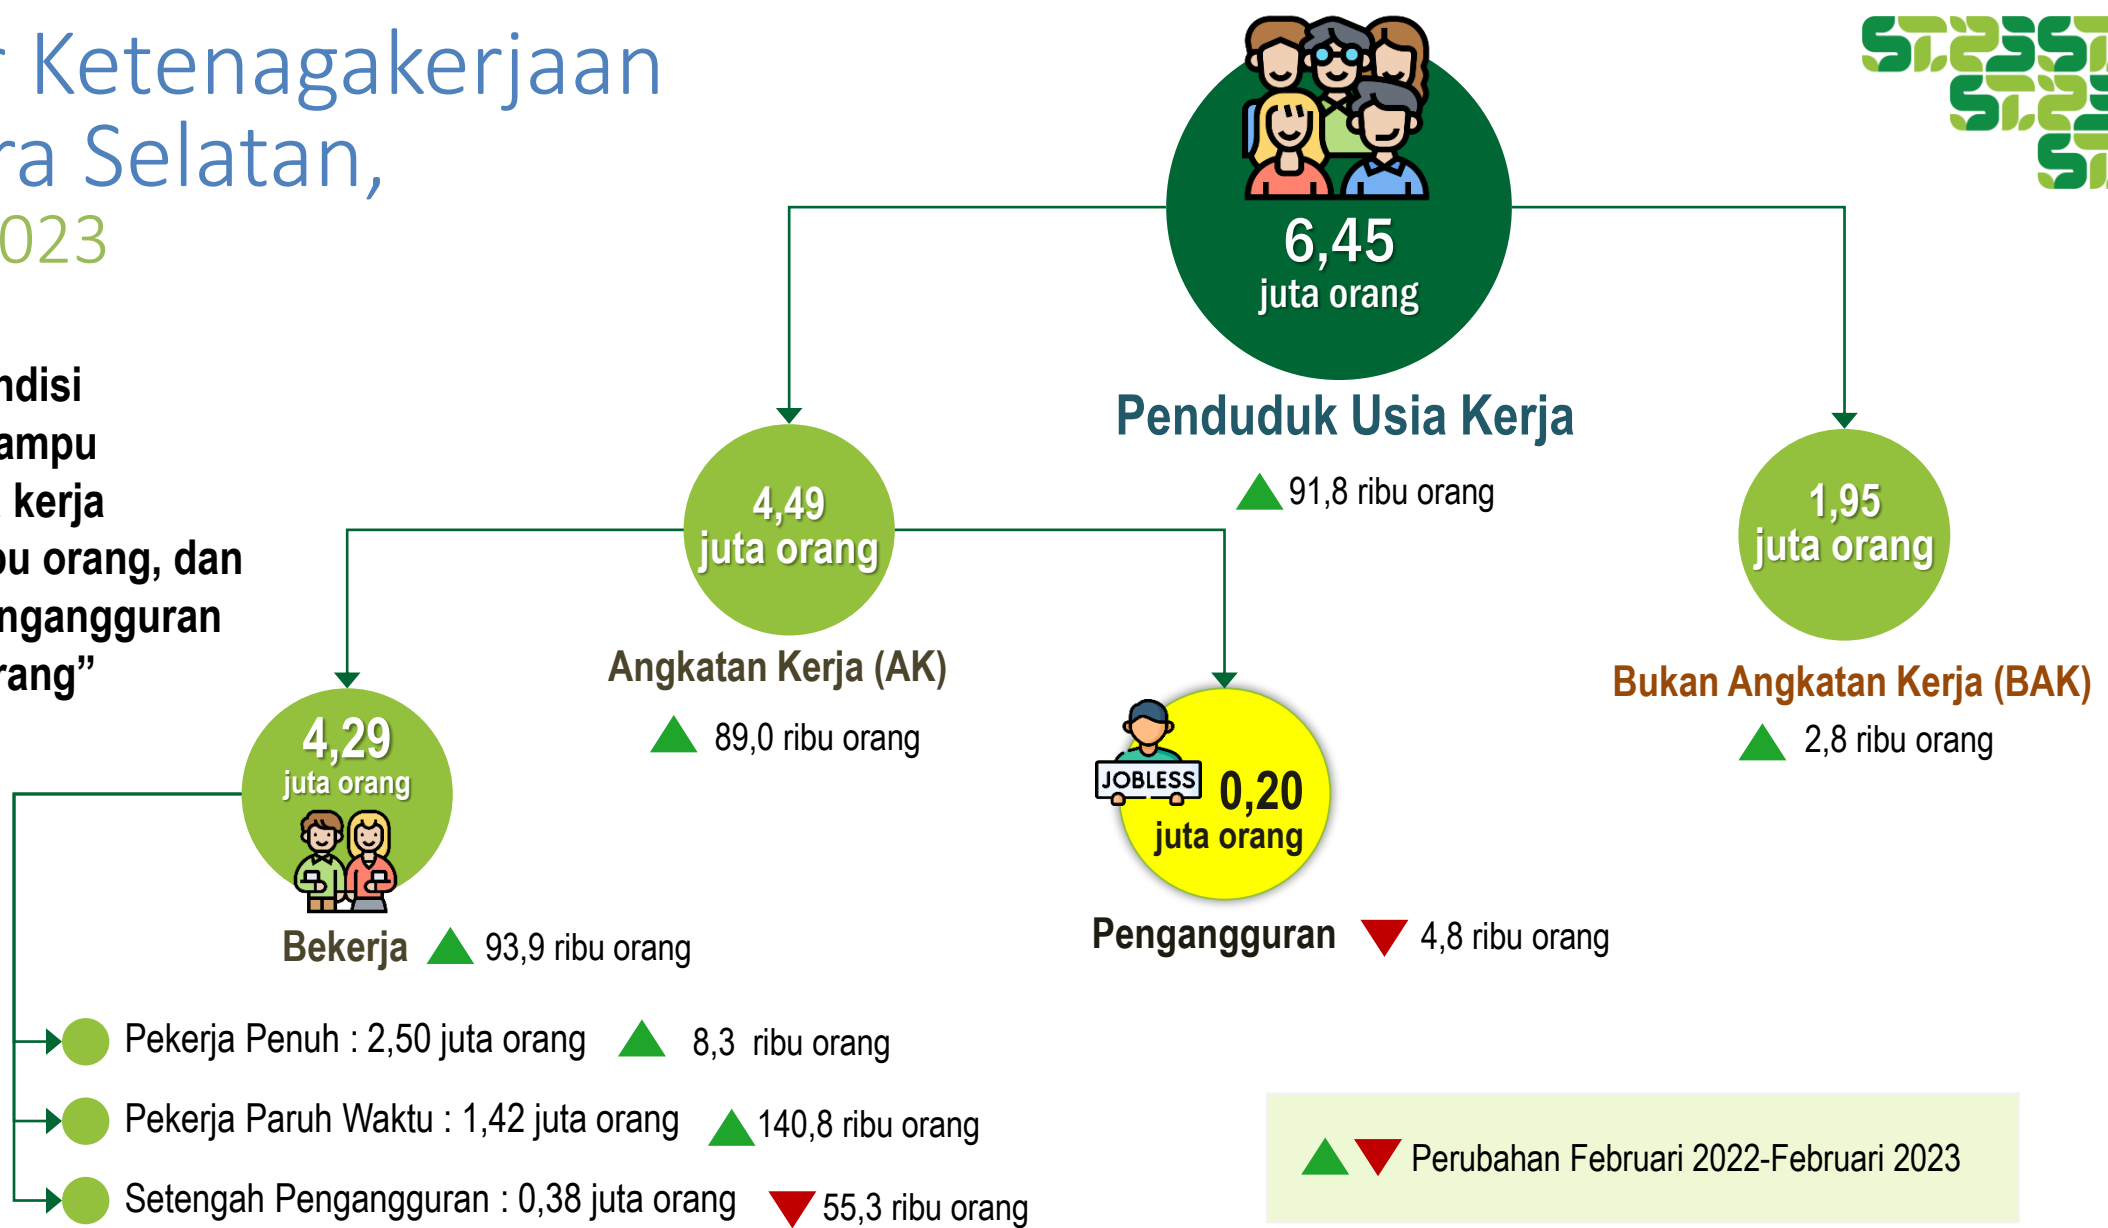 r Ketenagakerjaan
ra Selatan,
023
ndisi
ampu
kerja
ou orang, dan
ngangguran
rang”
6,45
juta orang
Penduduk Usia Kerja
91,8 ribu orang
4,49
juta orang
Angkatan Kerja (AK)
89,0 ribu orang
1,95
juta orang
Bukan Angkatan Kerja (BAK)
2,8 ribu orang
4,29
juta orang
Bekerja
93,9 ribu orang
JOBLESS
0,20
juta orang
Pengangguran
4,8 ribu orang
Pekerja Penuh : 2,50 juta orang
8,3 ribu orang
Pekerja Paruh Waktu : 1,42 juta orang
140,8 ribu orang
Setengah Pengangguran : 0,38 juta orang
55,3 ribu orang
Perubahan Februari 2022-Februari 2023